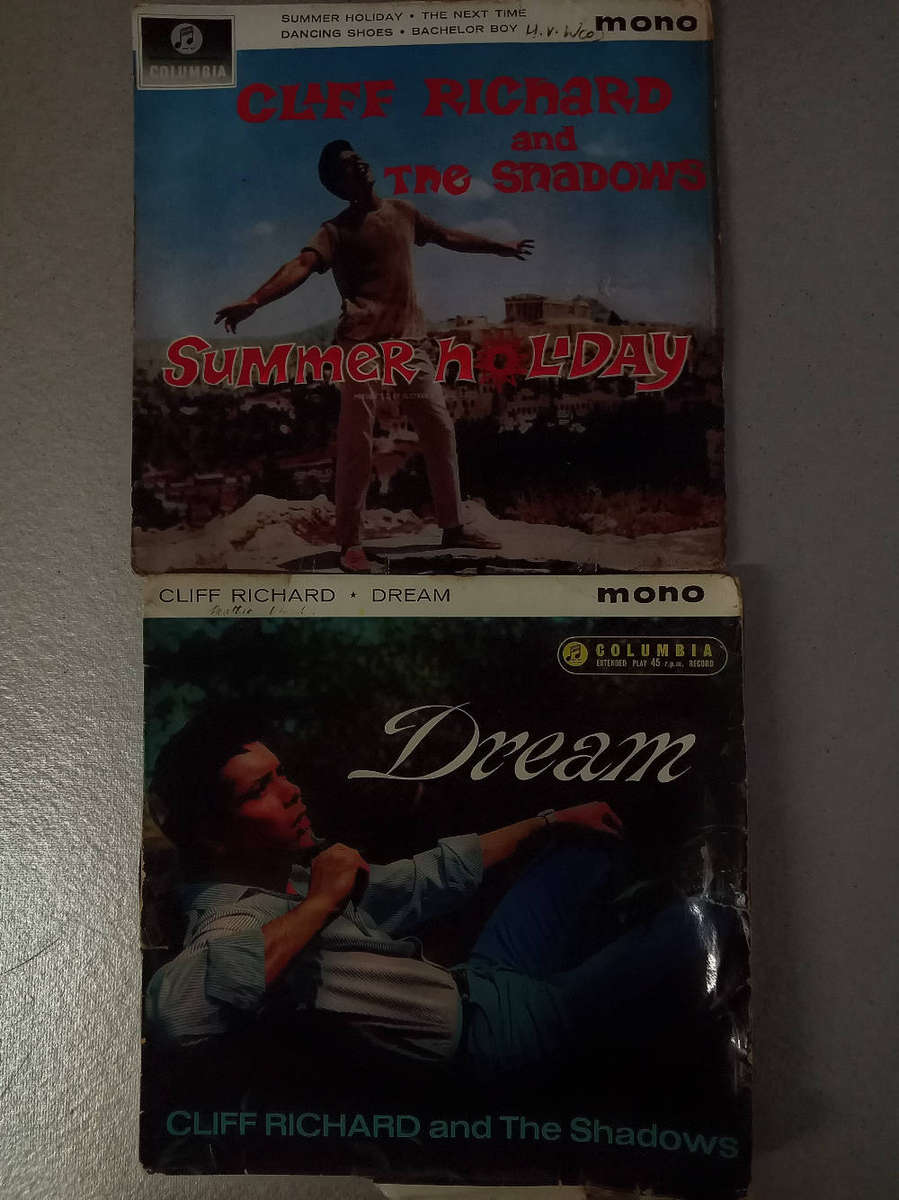 SUMMER HOLIDAY • THE NEXT TIME
DANCING SHOES • BACHELOR BOY
mono
COLUMBIA
CLIFF RICHARD
and
THE SHADOWS
SUMMER HOLIDAY
CLIFF RICHARD ★ DREAM
mono
COLUMBIA
EXTENDED PLAY 45 r.p.m. RECORD
Dream
CLIFF RICHARD and The Shadows